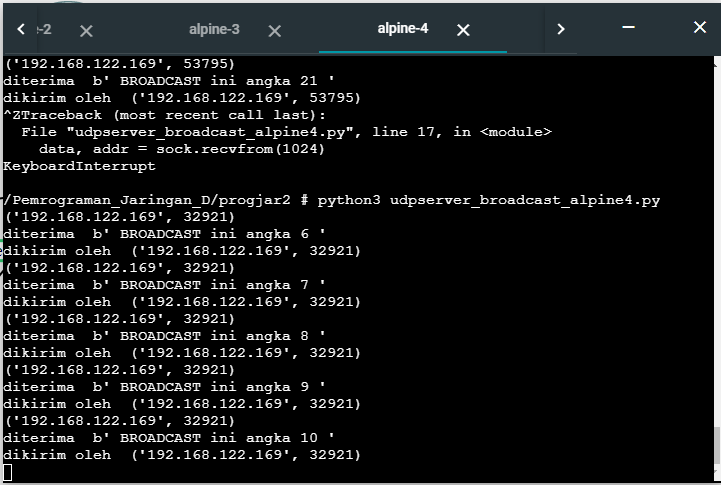 -2
alpine-3
alpine-4
('192.168.122.169', 53795)
diterima  b' BROADCAST ini angka 21 '
dikirim oleh  ('192.168.122.169', 53795)
^ZTraceback (most recent call last):
  File "udpserver_broadcast_alpine4.py", line 17, in <module>
    data, addr = sock.recvfrom(1024)
KeyboardInterrupt
/Pemrograman_Jaringan_D/progjar2 # python3 udpserver_broadcast_alpine4.py
('192.168.122.169', 32921)
diterima  b' BROADCAST ini angka 6 '
dikirim oleh  ('192.168.122.169', 32921)
('192.168.122.169', 32921)
diterima  b' BROADCAST ini angka 7 '
dikirim oleh  ('192.168.122.169', 32921)
('192.168.122.169', 32921)
diterima  b' BROADCAST ini angka 8 '
dikirim oleh  ('192.168.122.169', 32921)
('192.168.122.169', 32921)
diterima  b' BROADCAST ini angka 9 '
dikirim oleh  ('192.168.122.169', 32921)
('192.168.122.169', 32921)
diterima  b' BROADCAST ini angka 10 '
dikirim oleh  ('192.168.122.169', 32921)